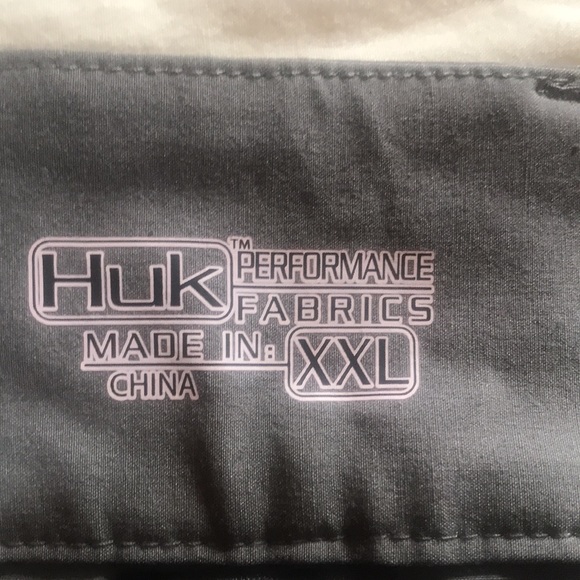 Huk™ PERFORMANCE
FABRICS
MADE IN: XXL
CHINA